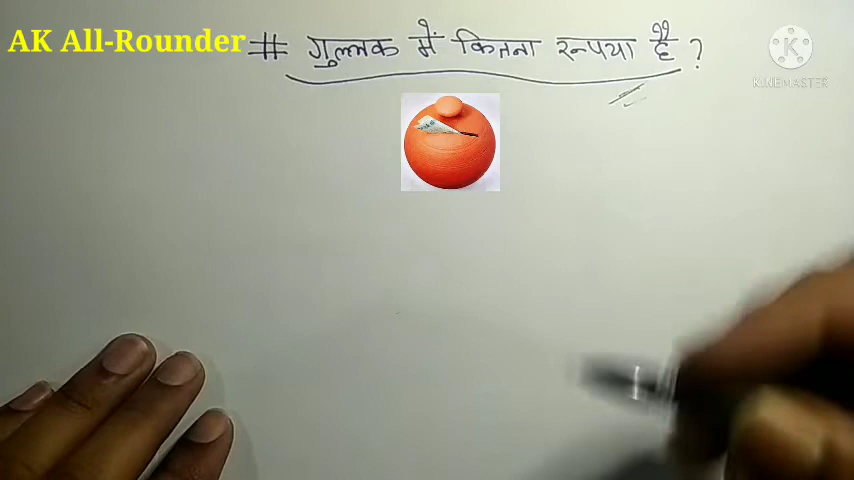 AK All-Rounder
# गुल्लक में कितना रूपया है ?
KINEMASTER